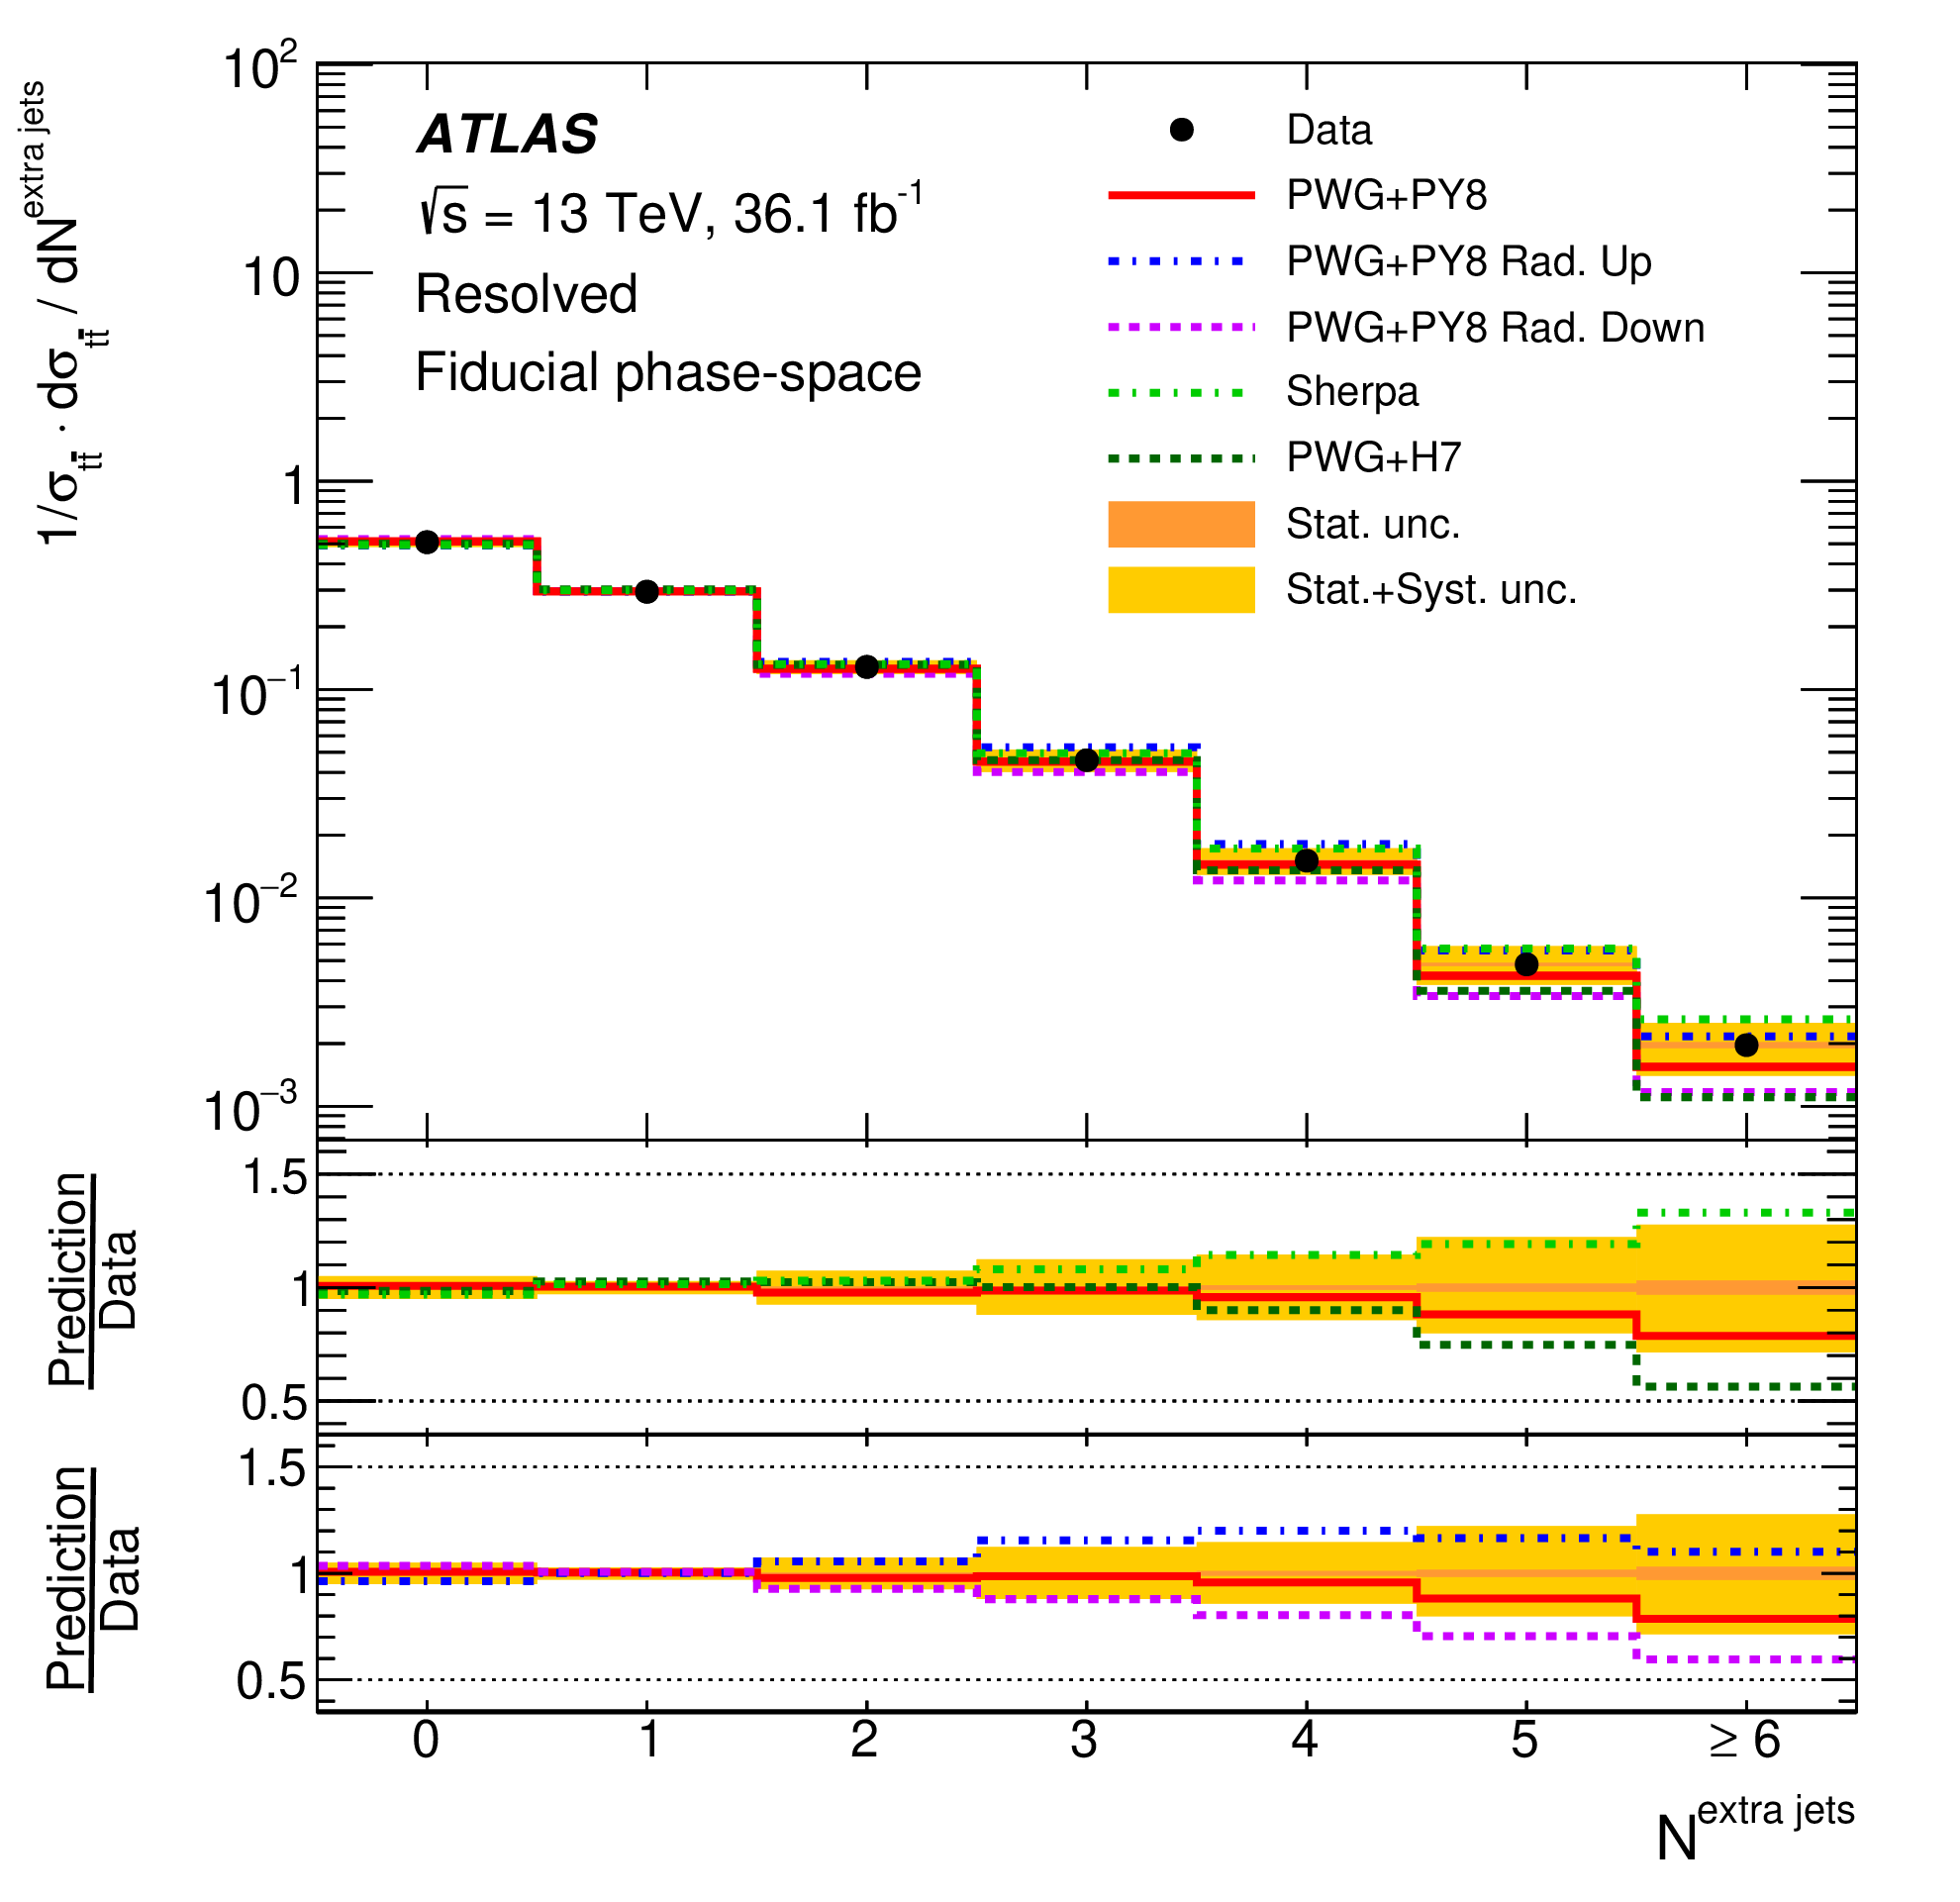 10²
10
1
10⁻¹
10⁻²
10⁻³
1/σ_tt̄ · dσ_tt̄ / dN^extra jets
ATLAS
√s = 13 TeV, 36.1 fb⁻¹
Resolved
Fiducial phase-space
Data
PWG+PY8
PWG+PY8 Rad. Up
PWG+PY8 Rad. Down
Sherpa
PWG+H7
Stat. unc.
Stat.+Syst. unc.
Prediction
Data
1.5
1
0.5
Prediction
Data
1.5
1
0.5
0 1 2 3 4 5 ≥ 6
N^extra jets